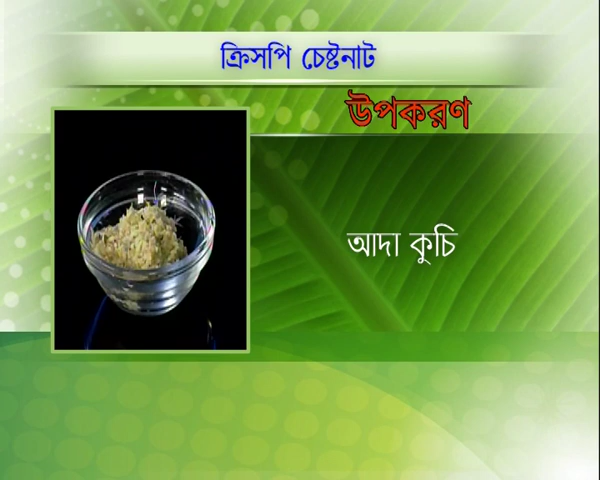 ক্রিসপি চেষ্টনাট
উপকরণ
আদা কুচি